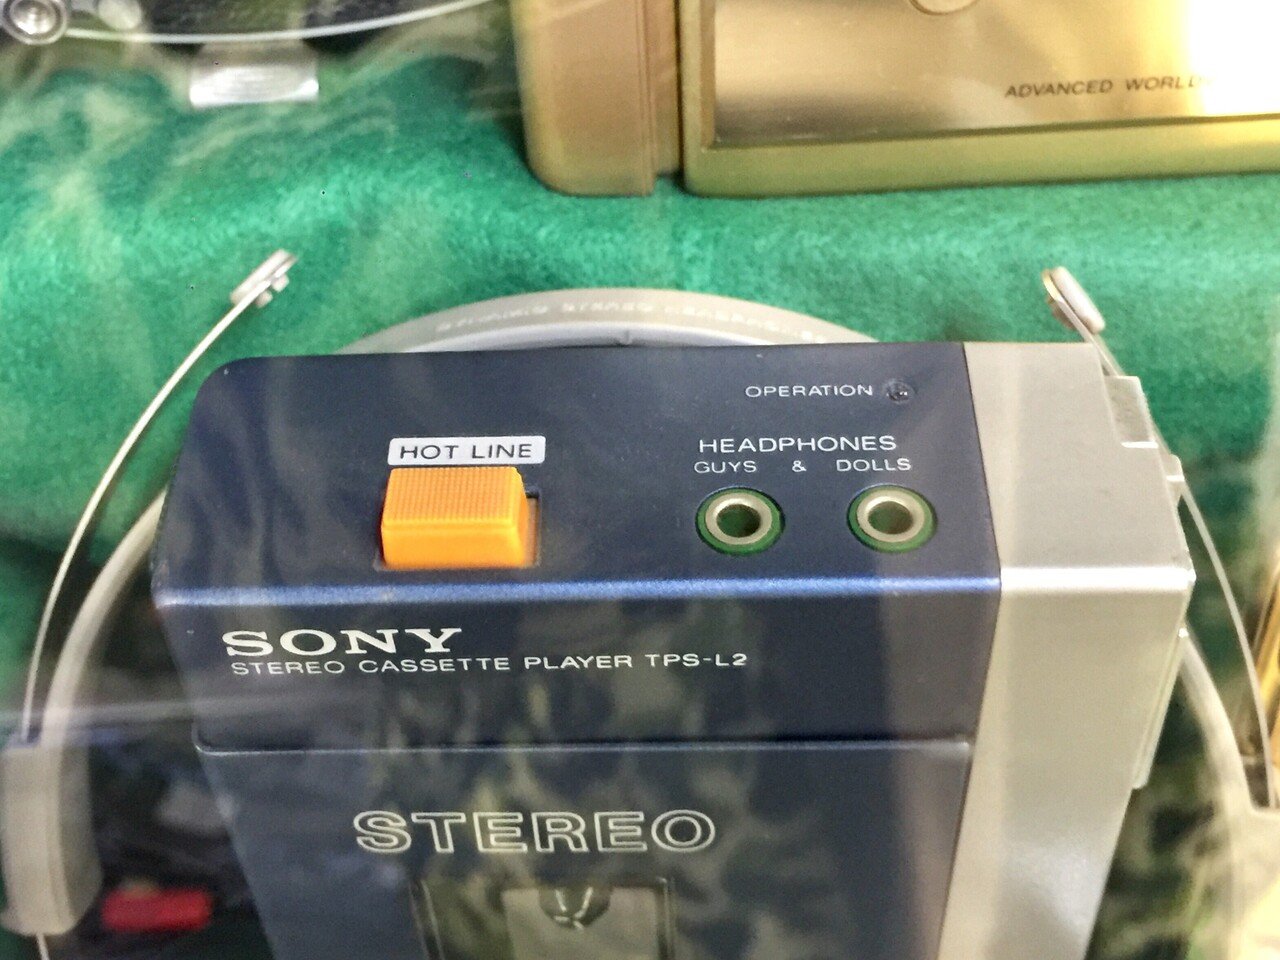 ADVANCED WORLD
OPERATION
HOT LINE
HEADPHONES
GUYS & DOLLS
SONY
STEREO CASSETTE PLAYER TPS-L2
STEREO